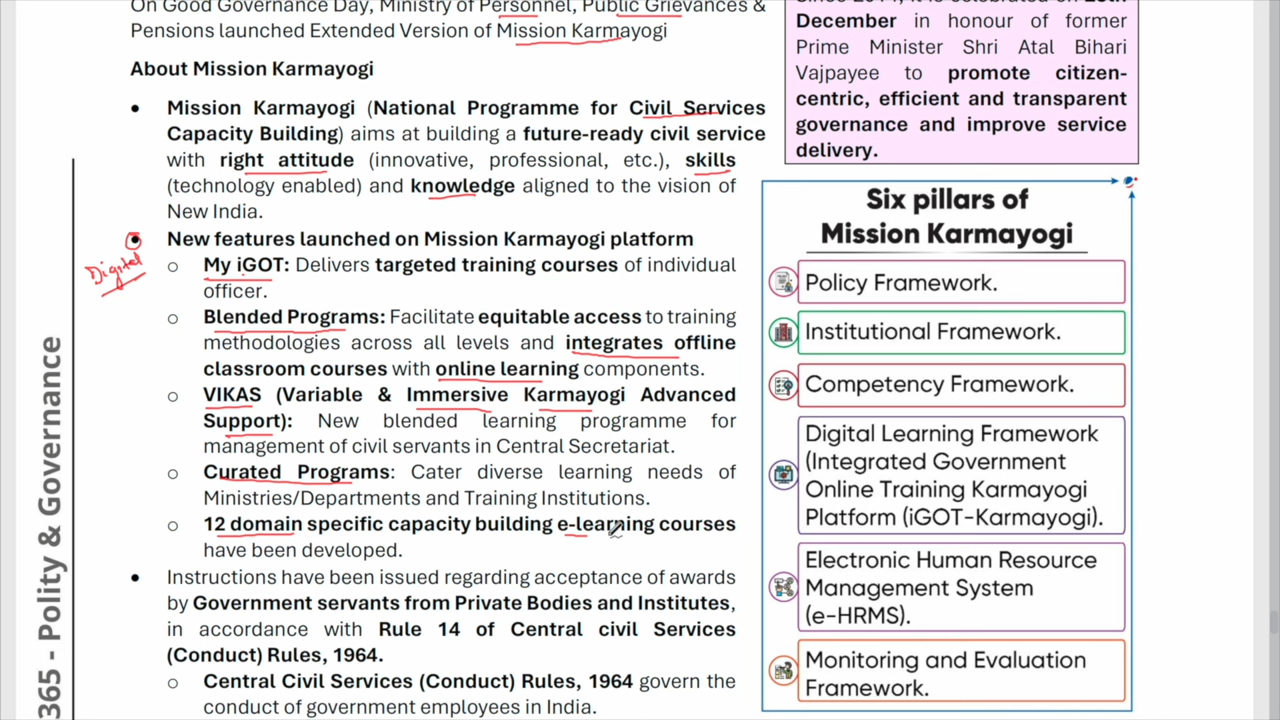 On Good Governance Day, Ministry of Personnel, Public Grievances &
Pensions launched Extended Version of Mission Karmayogi
About Mission Karmayogi
• Mission Karmayogi (National Programme for Civil Services
Capacity Building) aims at building a future-ready civil service
with right attitude (innovative, professional, etc.), skills
(technology enabled) and knowledge aligned to the vision of
New India.
• New features launched on Mission Karmayogi platform
Digital
o My iGOT: Delivers targeted training courses of individual
officer.
o Blended Programs: Facilitate equitable access to training
methodologies across all levels and integrates offline
classroom courses with online learning components.
o VIKAS (Variable & Immersive Karmayogi Advanced
Support): New blended learning programme for
management of civil servants in Central Secretariat.
o Curated Programs: Cater diverse learning needs of
Ministries/Departments and Training Institutions.
o 12 domain specific capacity building e-learning courses
have been developed.
• Instructions have been issued regarding acceptance of awards
by Government servants from Private Bodies and Institutes,
in accordance with Rule 14 of Central civil Services
(Conduct) Rules, 1964.
o Central Civil Services (Conduct) Rules, 1964 govern the
conduct of government employees in India.
December in honour of former
Prime Minister Shri Atal Bihari
Vajpayee to promote citizen-
centric, efficient and transparent
governance and improve service
delivery.
Six pillars of
Mission Karmayogi
Policy Framework.
Institutional Framework.
Competency Framework.
Digital Learning Framework
(Integrated Government
Online Training Karmayogi
Platform (iGOT-Karmayogi).
Electronic Human Resource
Management System
(e-HRMS).
Monitoring and Evaluation
Framework.
365 - Polity & Governance